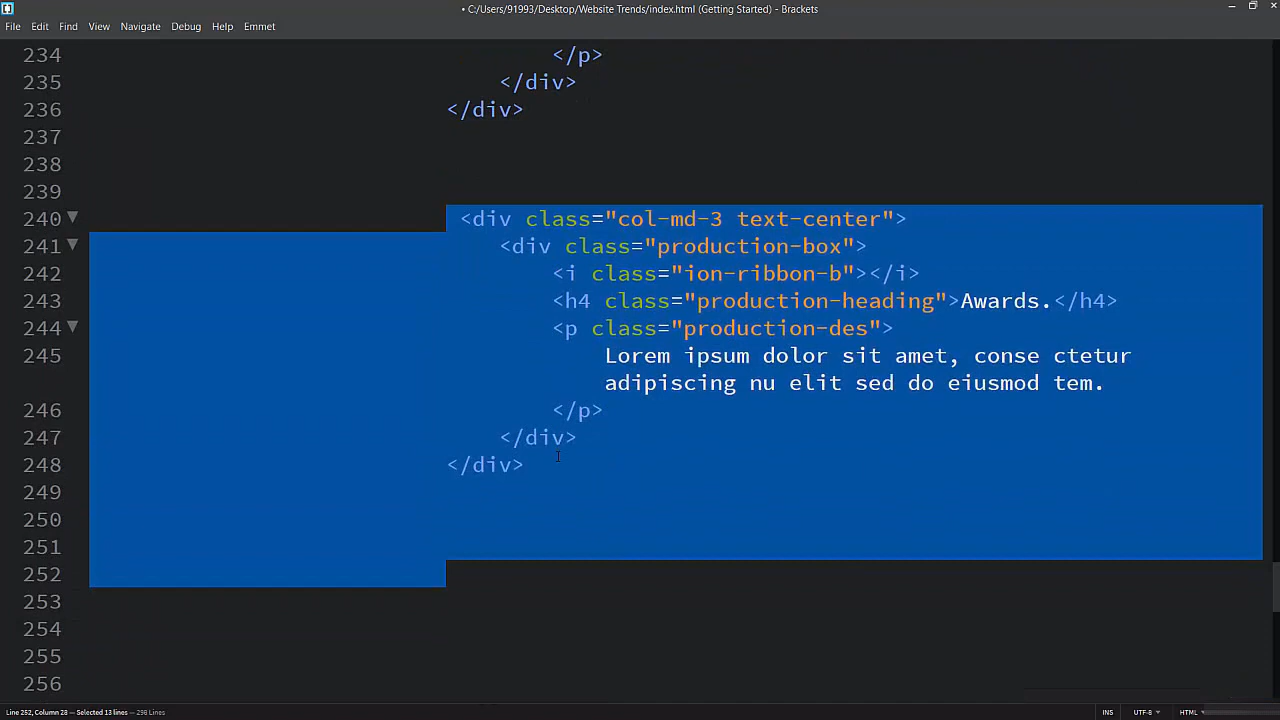 • C:/Users/91993/Desktop/Website Trends/index.html (Getting Started) - Brackets
File Edit Find View Navigate Debug Help Emmet
234 </p>
235 </div>
236 </div>
237
238
239
240 <div class="col-md-3 text-center">
241 <div class="production-box">
242 <i class="ion-ribbon-b"></i>
243 <h4 class="production-heading">Awards.</h4>
244 <p class="production-des">
245 Lorem ipsum dolor sit amet, conse ctetur
adipiscing nu elit sed do eiusmod tem.
246 </p>
247 </div>
248 </div>
249
250
251
252
253
254
255
256
Line 252, Column 28 — Selected 13 lines — 298 Lines INS UTF-8 HTML